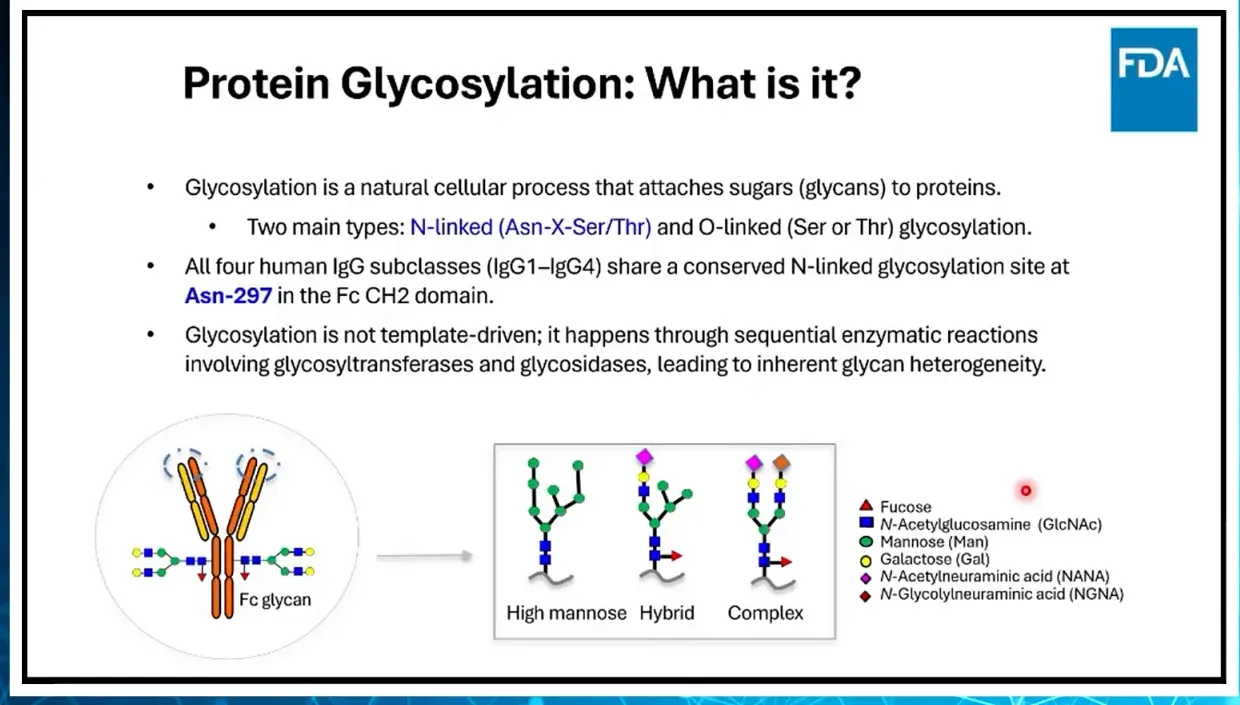 FDA
Protein Glycosylation: What is it?
• Glycosylation is a natural cellular process that attaches sugars (glycans) to proteins.
• Two main types: N-linked (Asn-X-Ser/Thr) and O-linked (Ser or Thr) glycosylation.
• All four human IgG subclasses (IgG1–IgG4) share a conserved N-linked glycosylation site at
Asn-297 in the Fc CH2 domain.
• Glycosylation is not template-driven; it happens through sequential enzymatic reactions
involving glycosyltransferases and glycosidases, leading to inherent glycan heterogeneity.
Fc glycan
High mannose Hybrid Complex
Fucose
N-Acetylglucosamine (GlcNAc)
Mannose (Man)
Galactose (Gal)
N-Acetylneuraminic acid (NANA)
N-Glycolylneuraminic acid (NGNA)